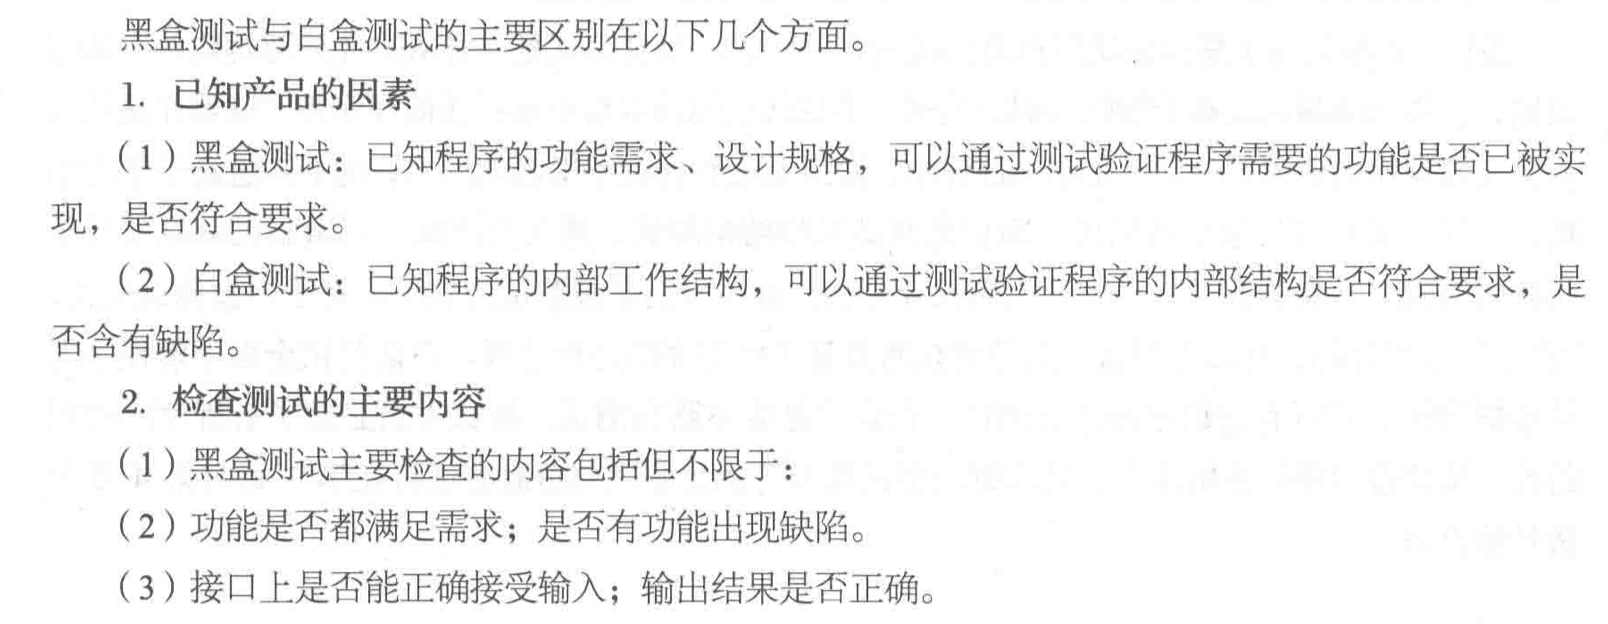 黑盒测试与白盒测试的主要区别在以下几个方面。
1. 已知产品的因素
（1）黑盒测试：已知程序的功能需求、设计规格，可以通过测试验证程序需要的功能是否已被实
现，是否符合要求。
（2）白盒测试：已知程序的内部工作结构，可以通过测试验证程序的内部结构是否符合要求，是
否含有缺陷。
2. 检查测试的主要内容
（1）黑盒测试主要检查的内容包括但不限于：
（2）功能是否都满足需求；是否有功能出现缺陷。
（3）接口上是否能正确接受输入；输出结果是否正确。